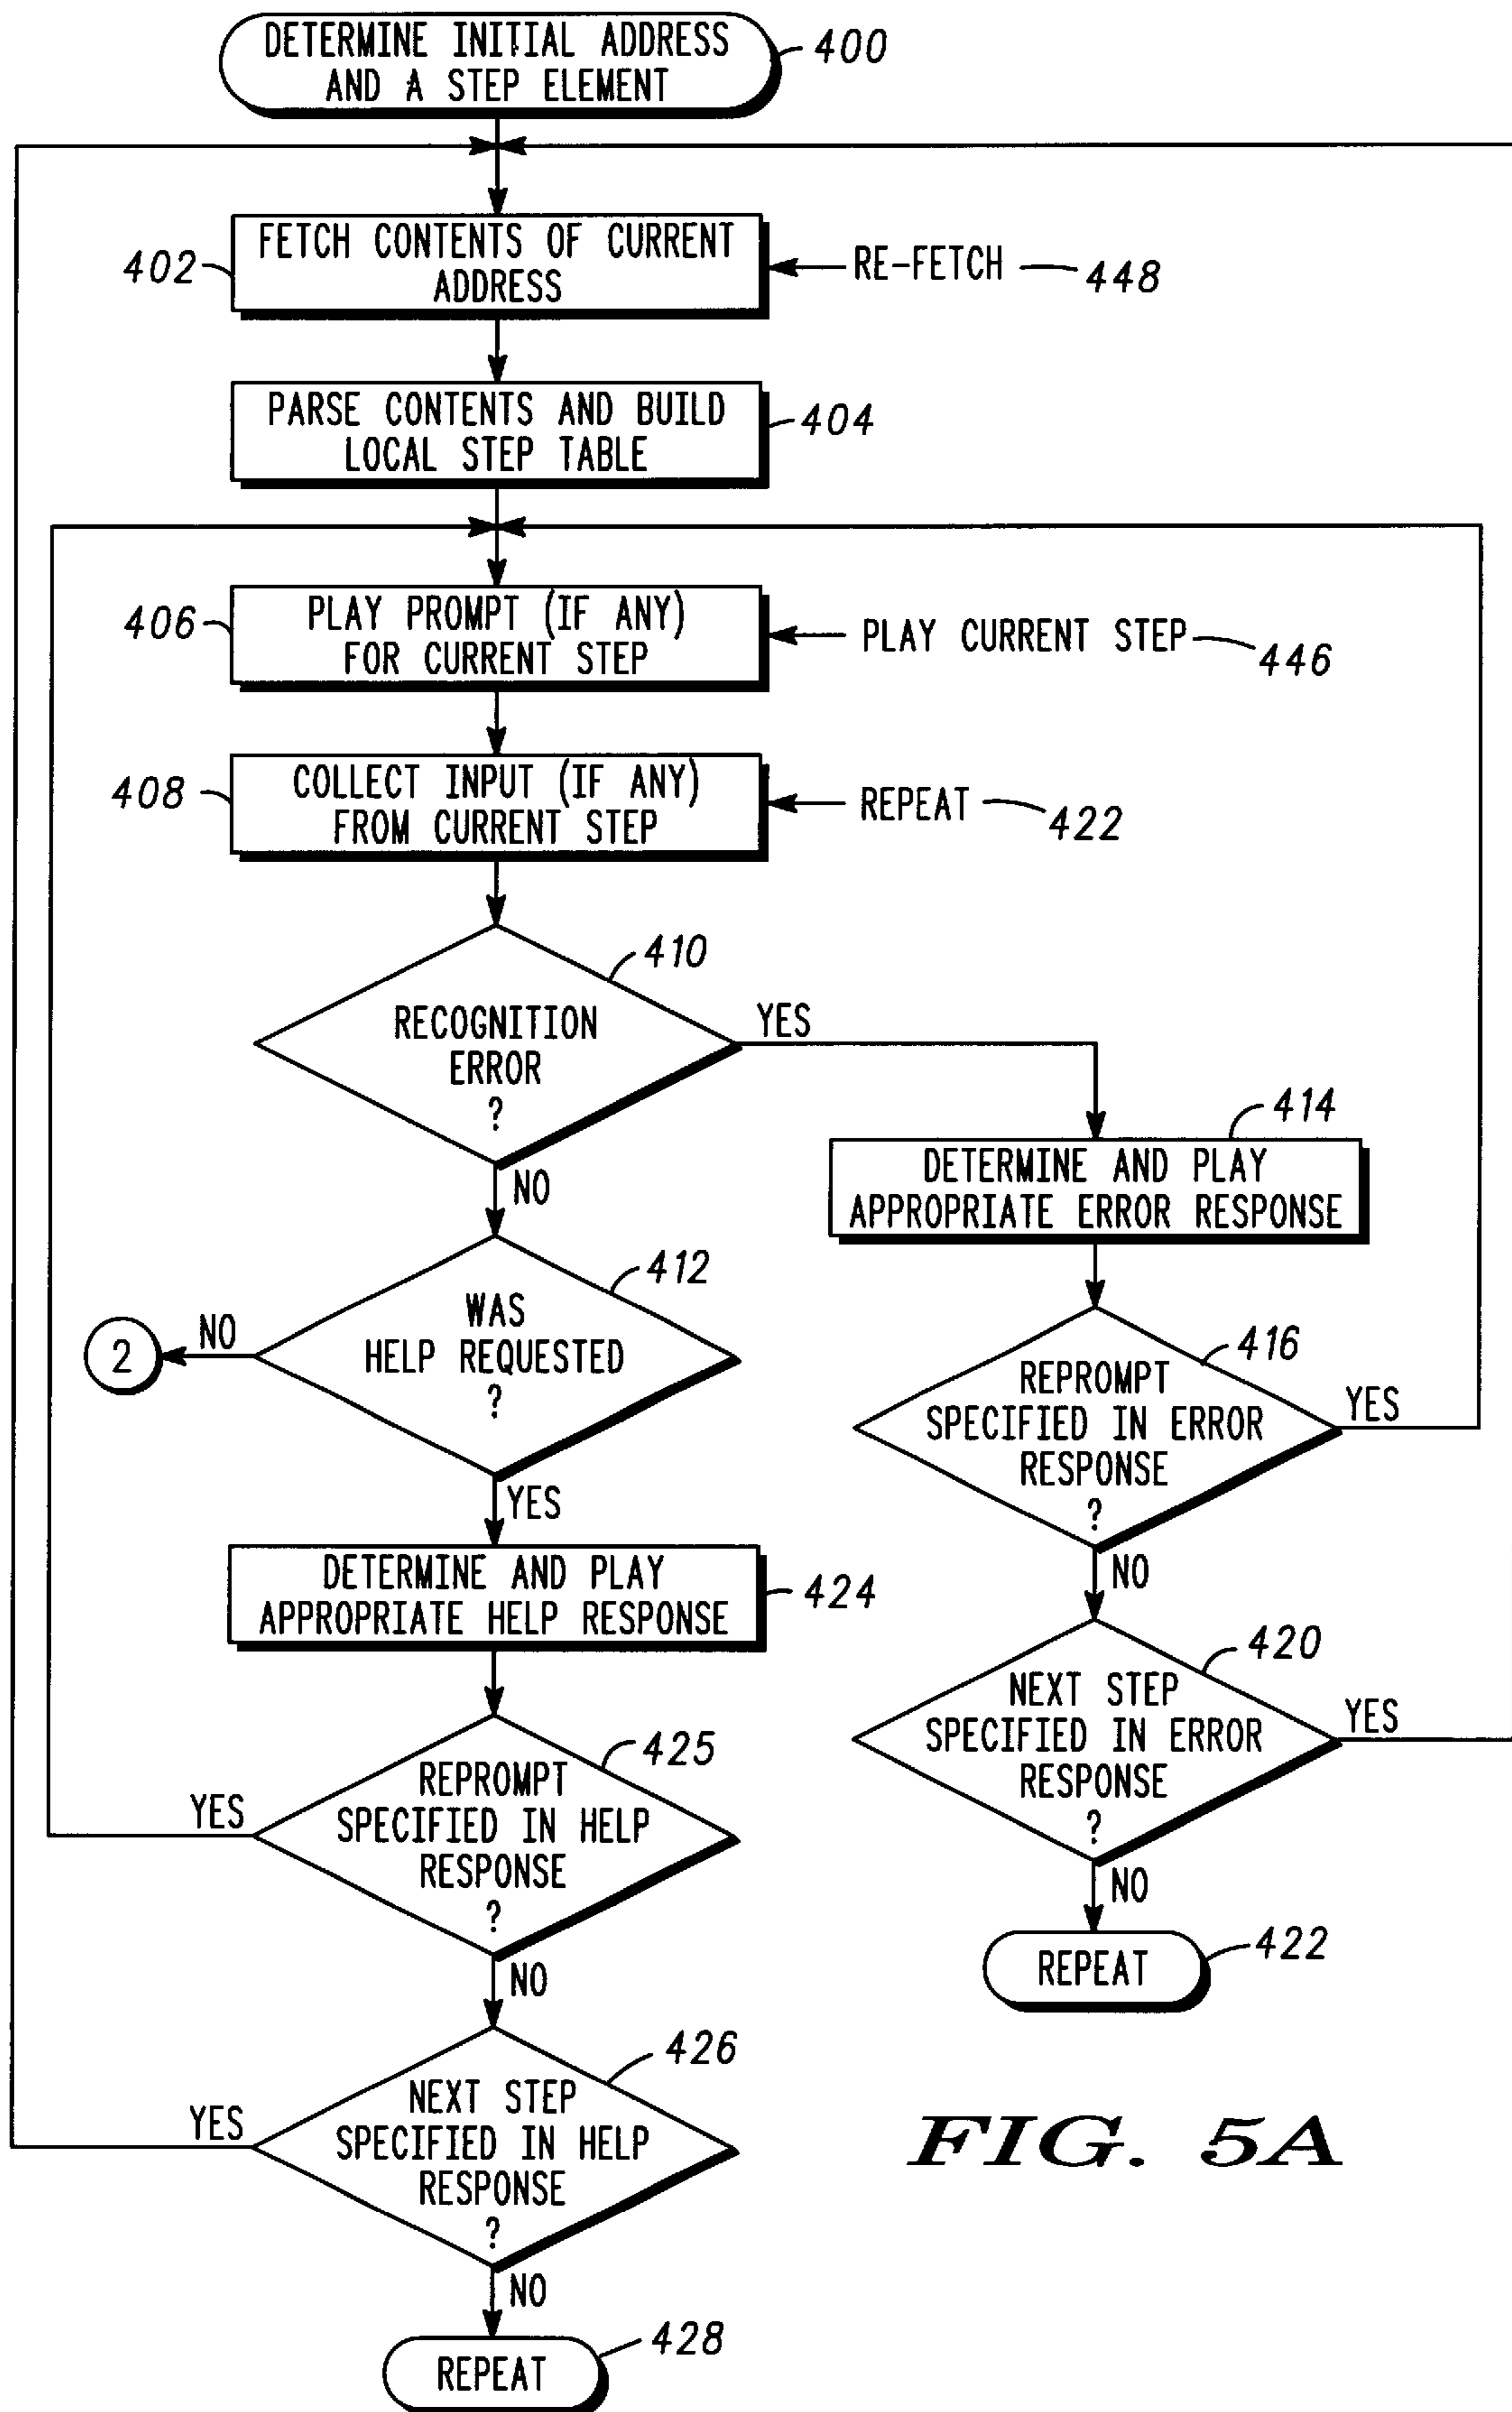 DETERMINE INITIAL ADDRESS
AND A STEP ELEMENT
400
FETCH CONTENTS OF CURRENT
ADDRESS
402
RE-FETCH
448
PARSE CONTENTS AND BUILD
LOCAL STEP TABLE
404
PLAY PROMPT (IF ANY)
FOR CURRENT STEP
406
PLAY CURRENT STEP
446
COLLECT INPUT (IF ANY)
FROM CURRENT STEP
408
REPEAT
422
RECOGNITION
ERROR
?
410
YES
NO
DETERMINE AND PLAY
APPROPRIATE ERROR RESPONSE
414
WAS
HELP REQUESTED
?
412
NO
2
YES
REPROMPT
SPECIFIED IN ERROR
RESPONSE
?
416
YES
NO
DETERMINE AND PLAY
APPROPRIATE HELP RESPONSE
424
NEXT STEP
SPECIFIED IN ERROR
RESPONSE
?
420
YES
NO
REPROMPT
SPECIFIED IN HELP
RESPONSE
?
425
YES
NO
REPEAT
422
NEXT STEP
SPECIFIED IN HELP
RESPONSE
?
426
YES
NO
REPEAT
428
FIG. 5A